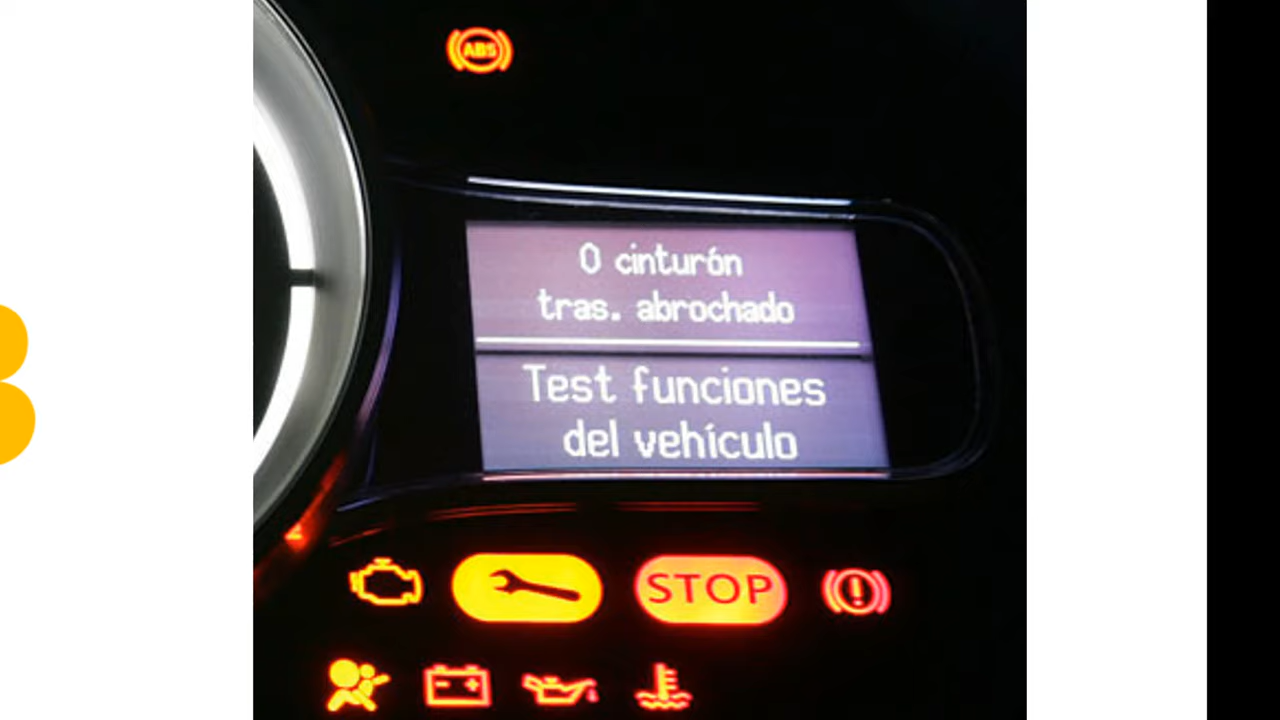 ABS
0 cinturón
tras. abrochado
Test funciones
del vehículo
STOP